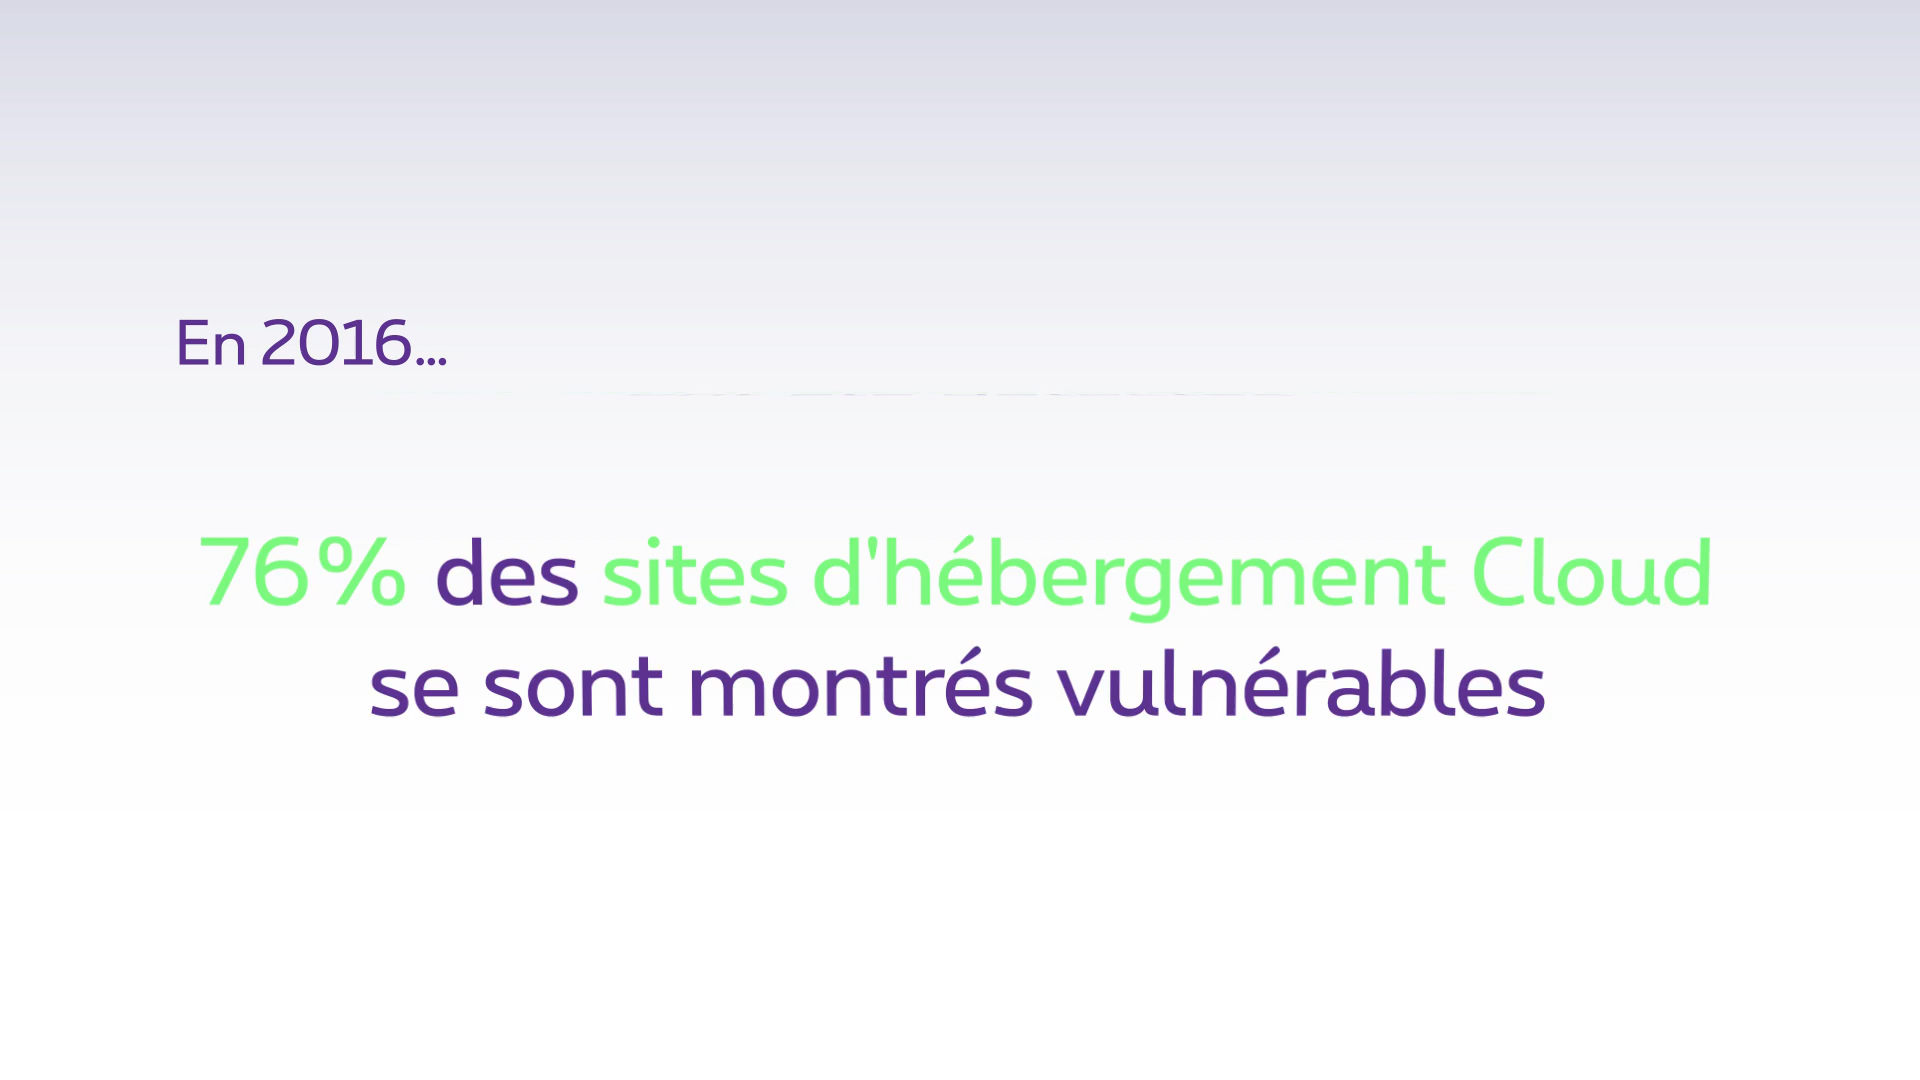 En 2016...
76% des sites d'hébergement Cloud
se sont montrés vulnérables